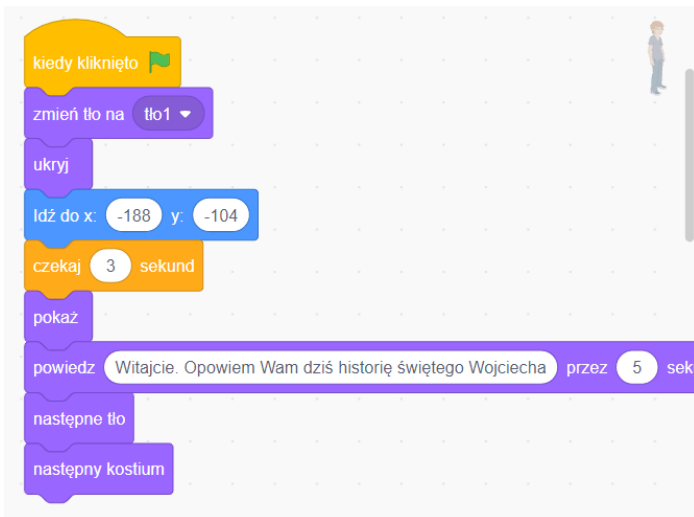 kiedy kliknięto
zmień tło na tło1
ukryj
Idź do x: -188 y: -104
czekaj 3 sekund
pokaż
powiedz Witajcie. Opowiem Wam dziś historię świętego Wojciecha przez 5 sek
następne tło
następny kostium